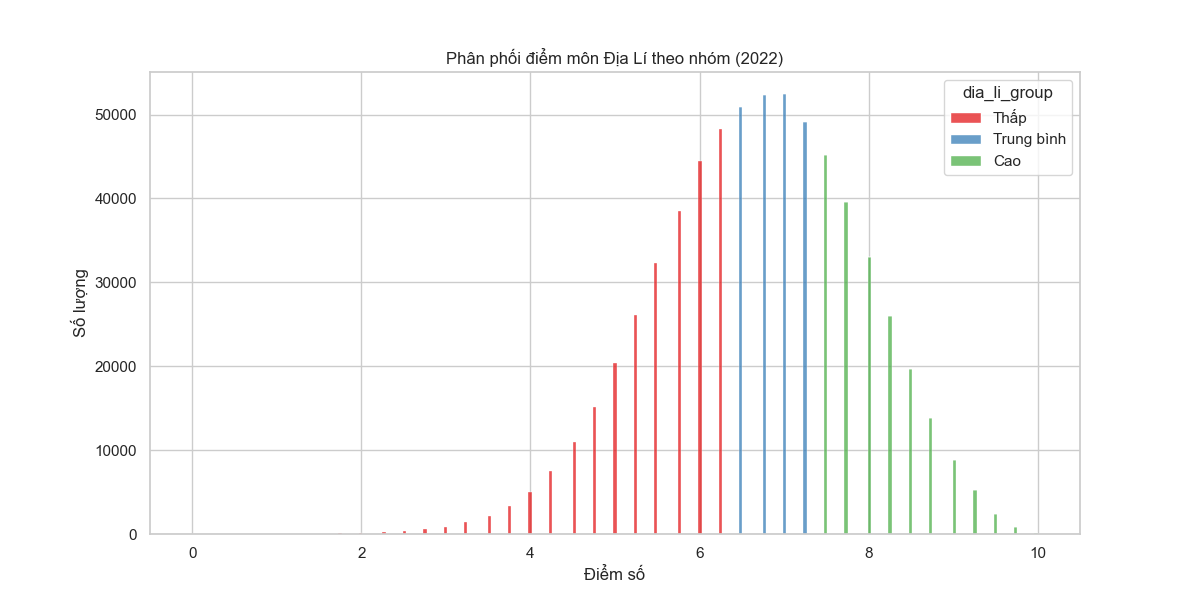 Phân phối điểm môn Địa Lí theo nhóm (2022)
dia_li_group
Thấp
Trung bình
Cao
Số lượng
50000
40000
30000
20000
10000
0
0 2 4 6 8 10
Điểm số